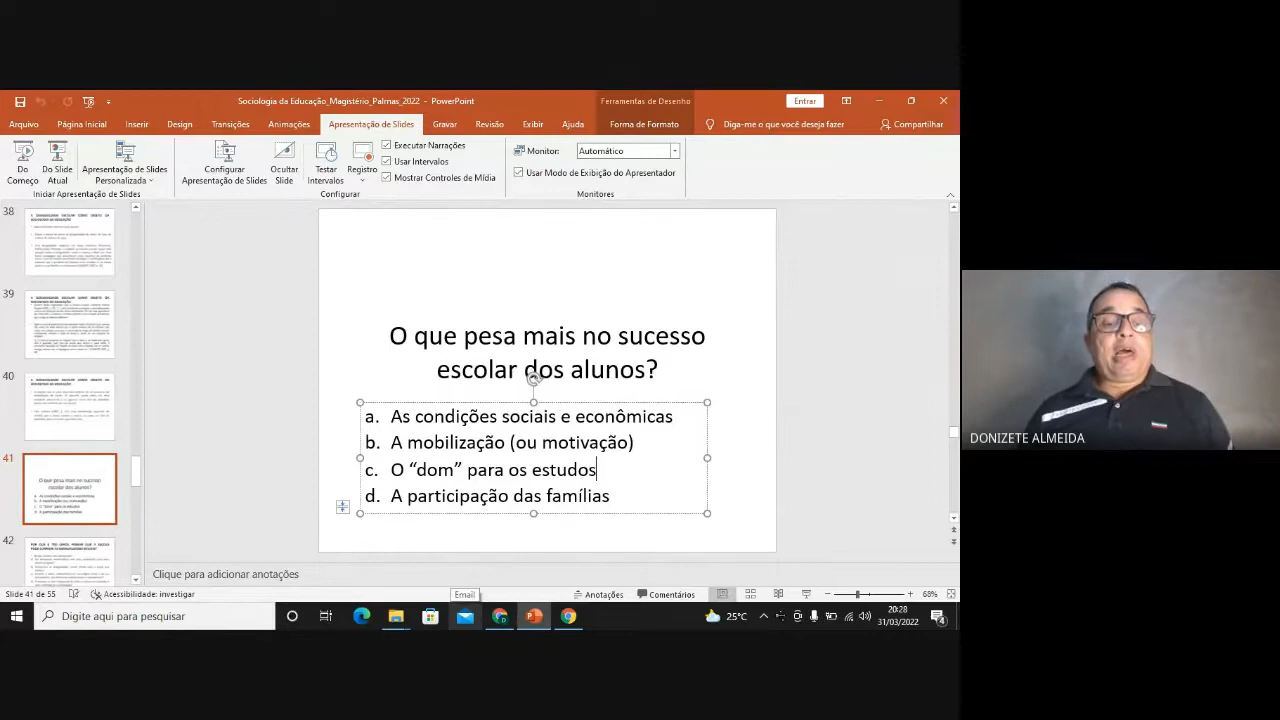 Sociologia da Educação_Magistério_Palmas_2022 - PowerPoint
Ferramentas de Desenho
Entrar
Arquivo Página Inicial Inserir Design Transições Animações Apresentação de Slides Gravar Revisão Exibir Ajuda Forma de Formato Diga-me o que você deseja fazer Compartilhar
Do Começo
Do Slide Atual
Apresentação de Slides Personalizada
Configurar Apresentação de Slides
Ocultar Slide
Testar Intervalos
Registro
Executar Narrações
Usar Intervalos
Mostrar Controles de Mídia
Monitor: Automático
Usar Modo de Exibição do Apresentador
Iniciar Apresentação de Slides
Configurar
Monitores
38
39
40
41
42
O que pesa mais no sucesso
escolar dos alunos?
a. As condições sociais e econômicas
b. A mobilização (ou motivação)
c. O “dom” para os estudos
d. A participação das famílias
Clique para adicionar anotações
Slide 41 de 55 Acessibilidade: investigar Email Anotações Comentários 68%
Digite aqui para pesquisar
25°C
20:28
31/03/2022
4
DONIZETE ALMEIDA